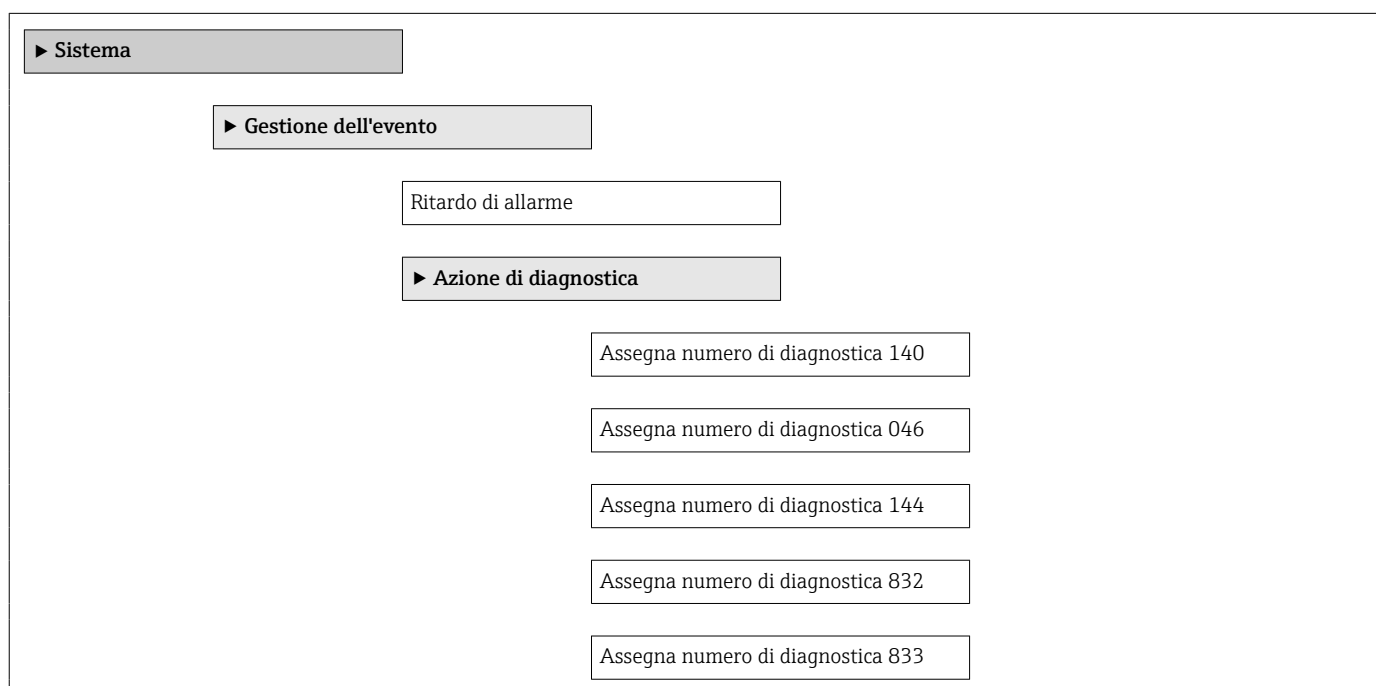 ▶ Sistema
▶ Gestione dell'evento
Ritardo di allarme
▶ Azione di diagnostica
Assegna numero di diagnostica 140
Assegna numero di diagnostica 046
Assegna numero di diagnostica 144
Assegna numero di diagnostica 832
Assegna numero di diagnostica 833